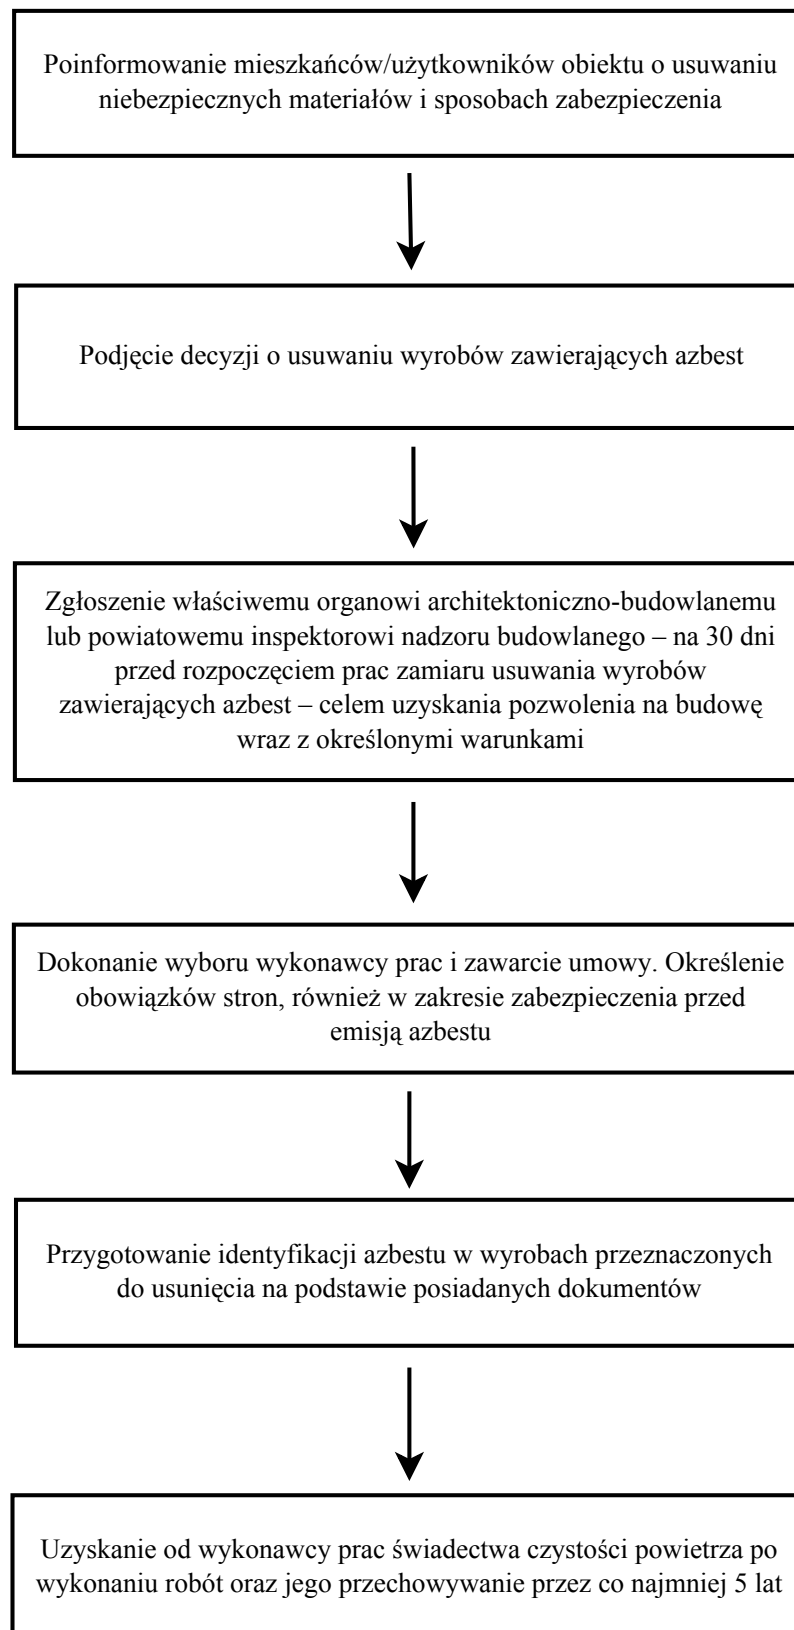 Poinformowanie mieszkańców/użytkowników obiektu o usuwaniu
niebezpiecznych materiałów i sposobach zabezpieczenia
Podjęcie decyzji o usuwaniu wyrobów zawierających azbest
Zgłoszenie właściwemu organowi architektoniczno-budowlanemu
lub powiatowemu inspektorowi nadzoru budowlanego – na 30 dni
przed rozpoczęciem prac zamiaru usuwania wyrobów
zawierających azbest – celem uzyskania pozwolenia na budowę
wraz z określonymi warunkami
Dokonanie wyboru wykonawcy prac i zawarcie umowy. Określenie
obowiązków stron, również w zakresie zabezpieczenia przed
emisją azbestu
Przygotowanie identyfikacji azbestu w wyrobach przeznaczonych
do usunięcia na podstawie posiadanych dokumentów
Uzyskanie od wykonawcy prac świadectwa czystości powietrza po
wykonaniu robót oraz jego przechowywanie przez co najmniej 5 lat